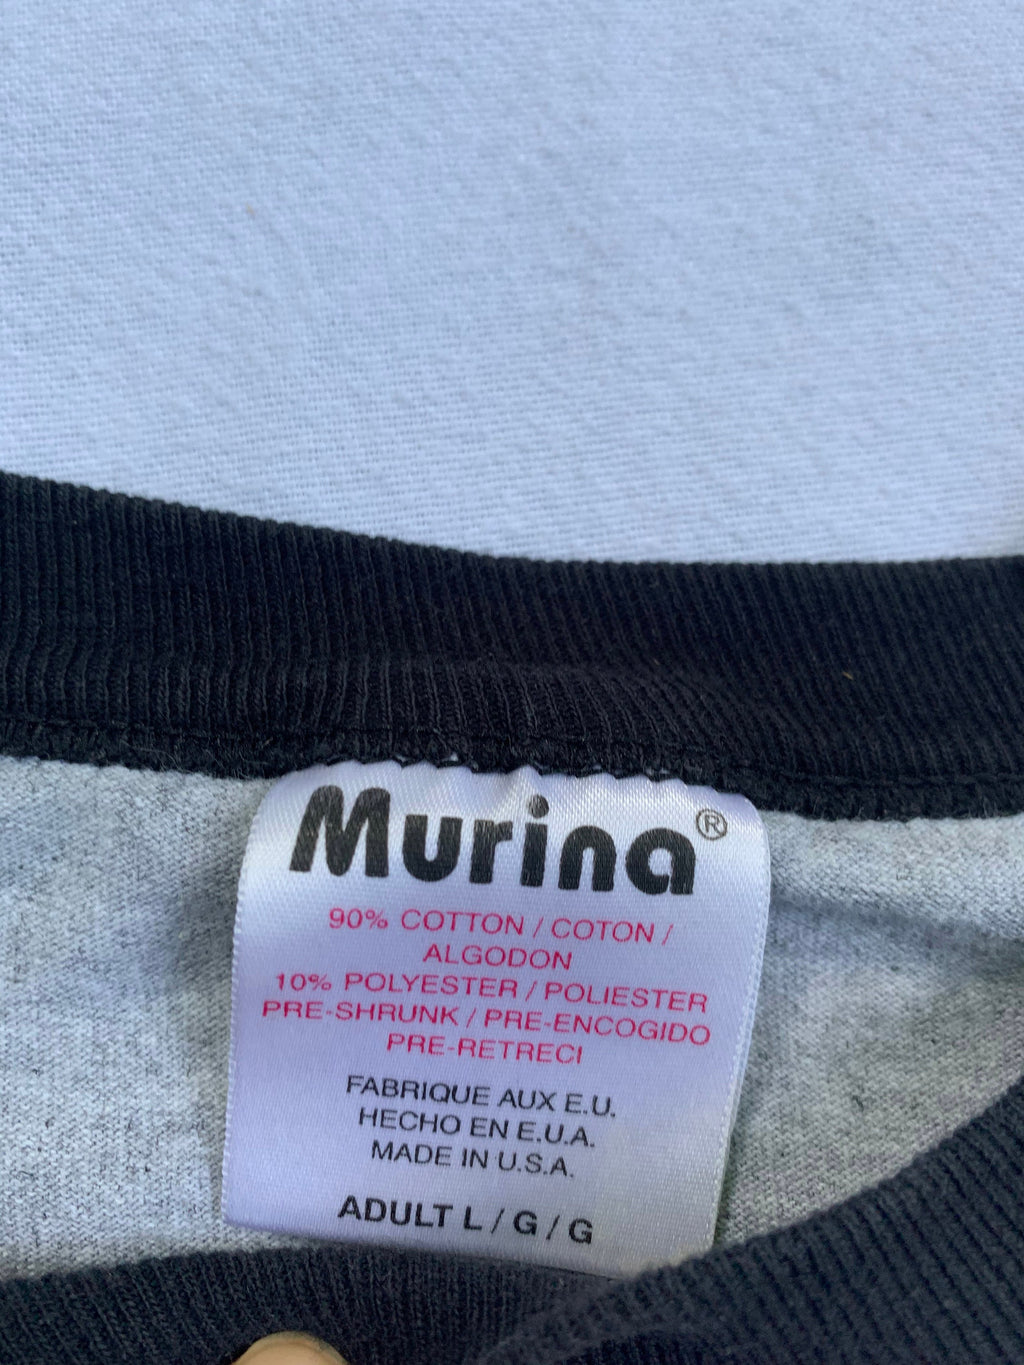 Murina®
90% COTTON / COTON /
ALGODON
10% POLYESTER / POLIESTER
PRE-SHRUNK / PRE-ENCOGIDO
PRE-RETRECI
FABRIQUE AUX E.U.
HECHO EN E.U.A.
MADE IN U.S.A.
ADULT L / G / G